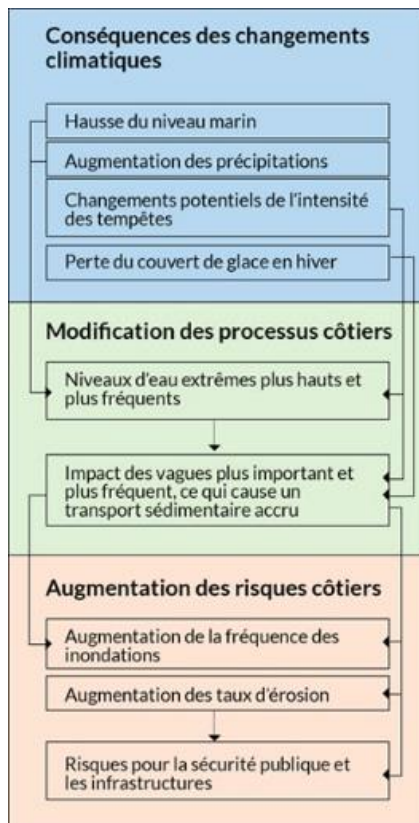 Conséquences des changements
climatiques
Hausse du niveau marin
Augmentation des précipitations
Changements potentiels de l'intensité
des tempêtes
Perte du couvert de glace en hiver
Modification des processus côtiers
Niveaux d'eau extrêmes plus hauts et
plus fréquents
Impact des vagues plus important et
plus fréquent, ce qui cause un
transport sédimentaire accru
Augmentation des risques côtiers
Augmentation de la fréquence des
inondations
Augmentation des taux d'érosion
Risques pour la sécurité publique et
les infrastructures